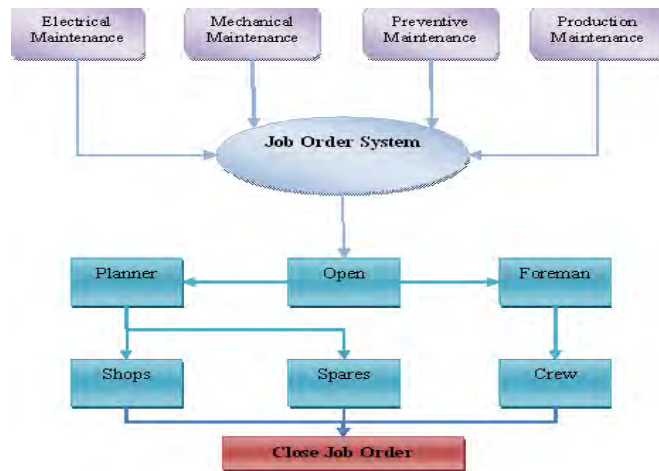 Electrical
Maintenance
Mechanical
Maintenance
Preventive
Maintenance
Production
Maintenance
Job Order System
Planner
Open
Foreman
Shops
Spares
Crew
Close Job Order